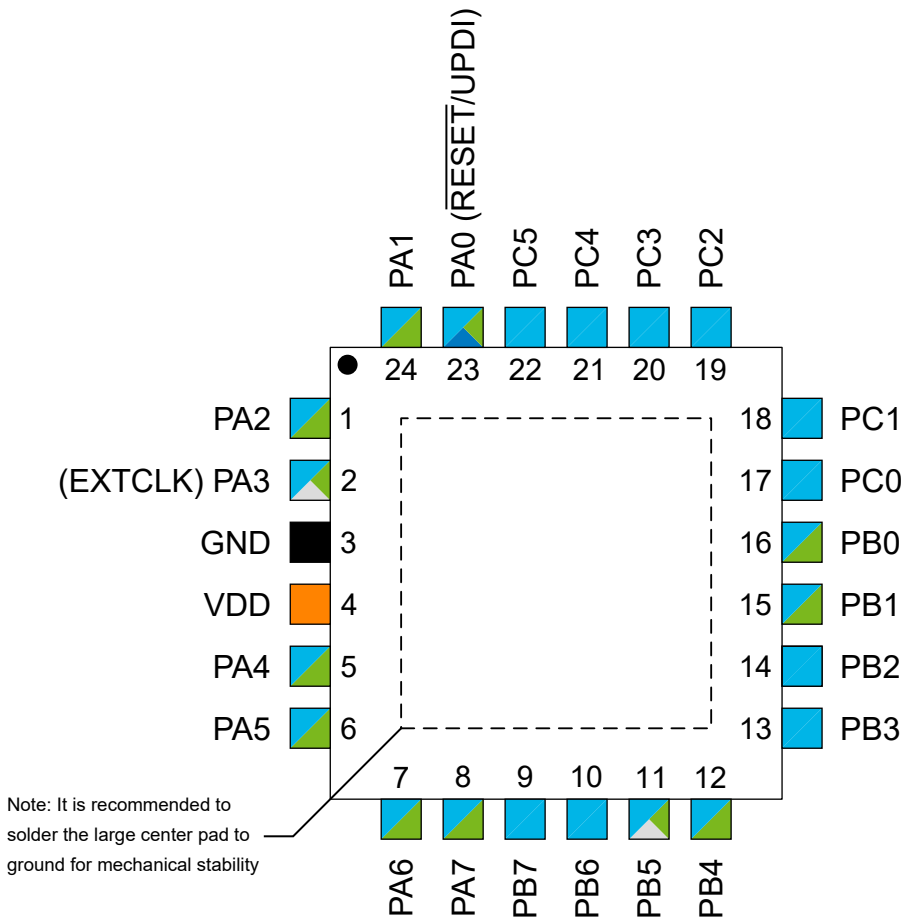 PA1
PA0 (RESET/UPDI)
PC5
PC4
PC3
PC2
24
23
22
21
20
19
PA2 1
(EXTCLK) PA3 2
GND 3
VDD 4
PA4 5
PA5 6
18 PC1
17 PC0
16 PB0
15 PB1
14 PB2
13 PB3
7
8
9
10
11
12
PA6
PA7
PB7
PB6
PB5
PB4
Note: It is recommended to
solder the large center pad to
ground for mechanical stability